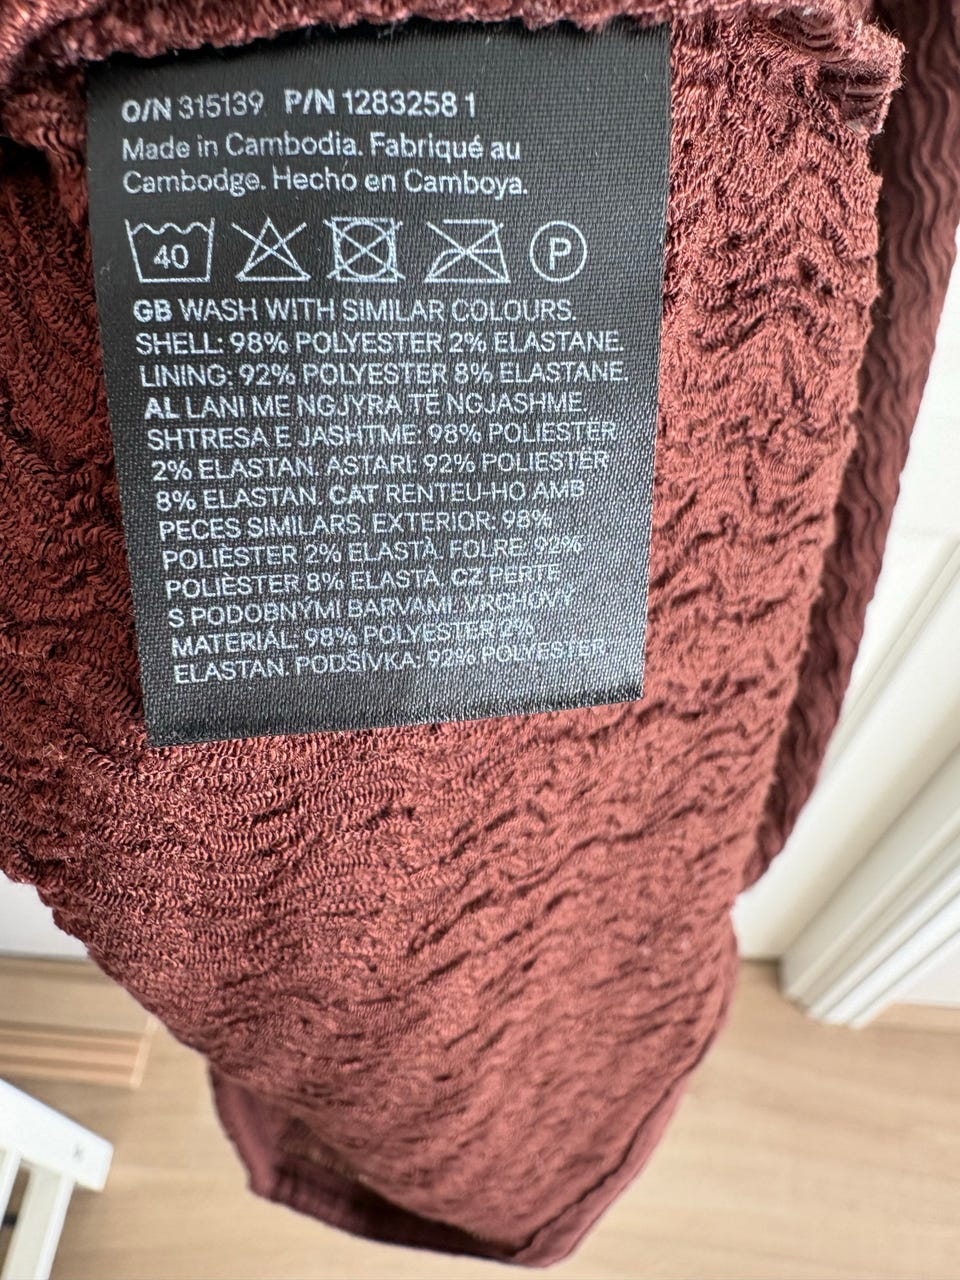 O/N 315139 P/N 1283258 1
Made in Cambodia. Fabriqué au
Cambodge. Hecho en Camboya.
40 P
GB WASH WITH SIMILAR COLOURS.
SHELL: 98% POLYESTER 2% ELASTANE.
LINING: 92% POLYESTER 8% ELASTANE.
AL LANI ME NGJYRA TË NGJASHME.
SHTRESA E JASHTME: 98% POLIESTËR
2% ELASTAN. ASTARI: 92% POLIESTËR
8% ELASTAN. CAT RENTEU-HO AMB
PECES SIMILARS. EXTERIOR: 98%
POLIÈSTER 2% ELASTÀ. FOLRE: 92%
POLIÈSTER 8% ELASTÀ. CZ PERTE
S PODOBNÝMI BARVAMI. VRCHOVÝ
MATERIÁL: 98% POLYESTER 2%
ELASTAN. PODŠÍVKA: 92% POLYESTER